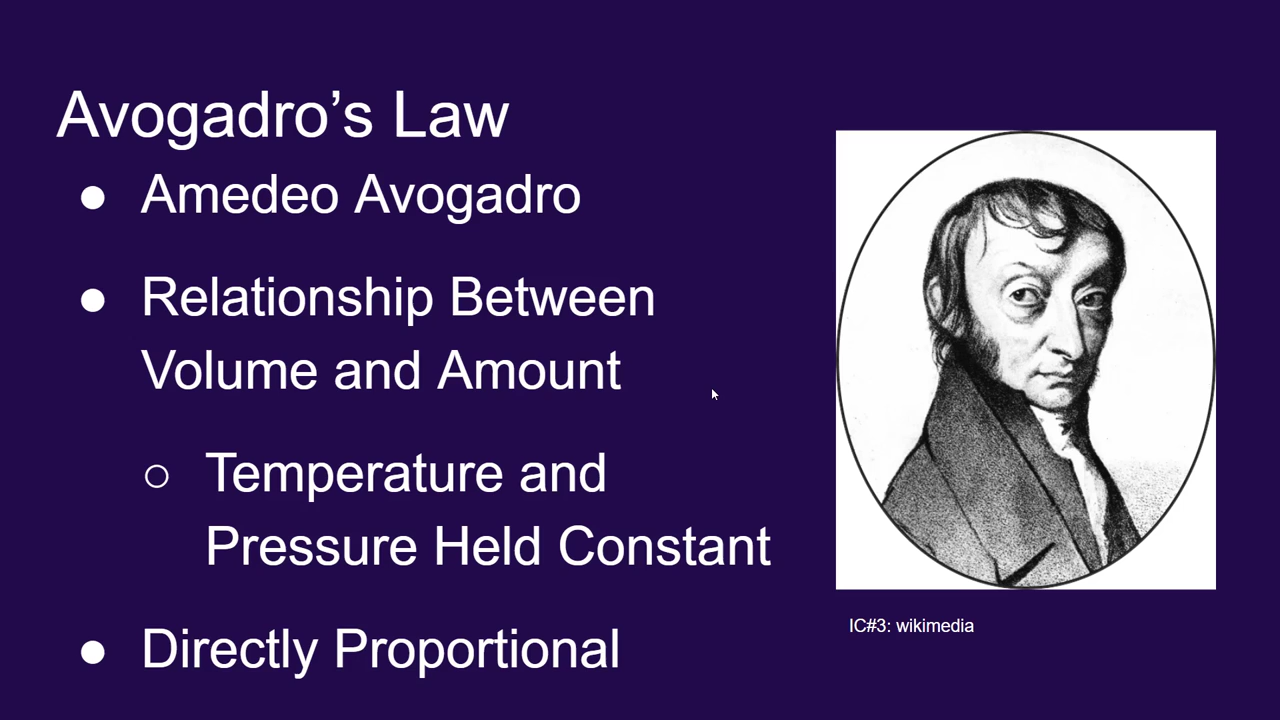 Avogadro’s Law
● Amedeo Avogadro
● Relationship Between
Volume and Amount
○ Temperature and
Pressure Held Constant
● Directly Proportional
IC#3: wikimedia